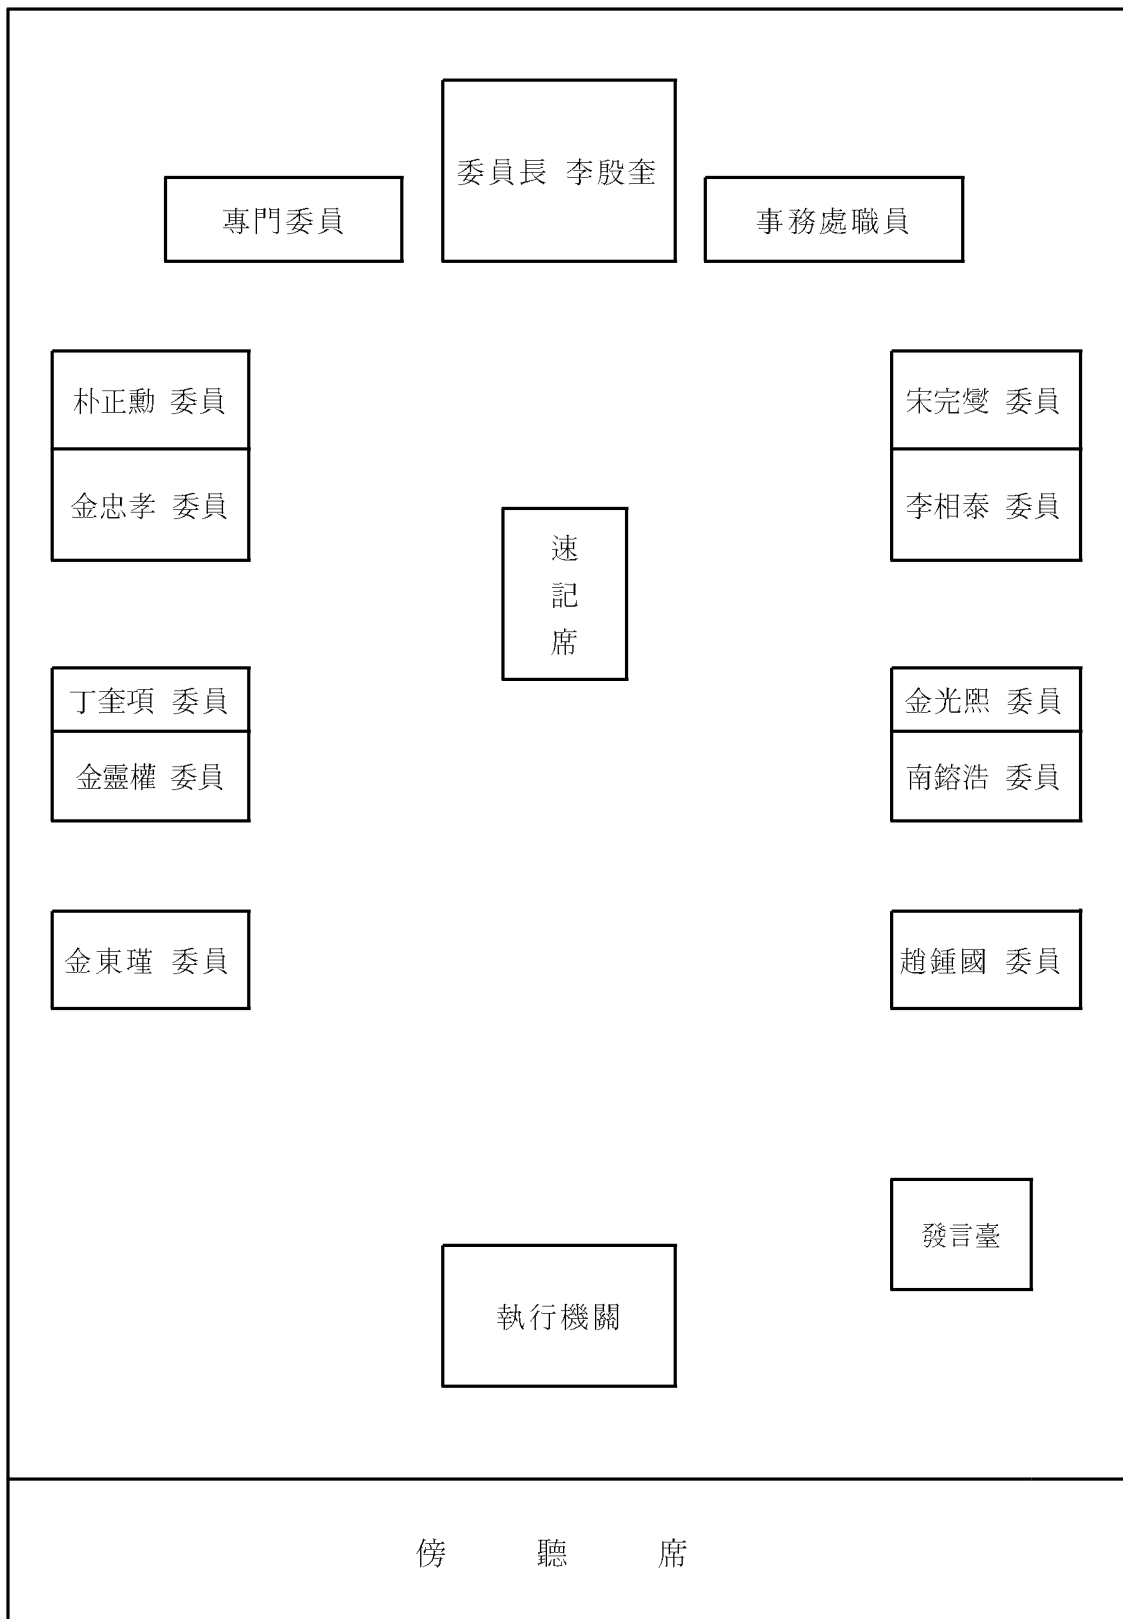 委員長 李殷奎
專門委員
事務處職員
朴正勳 委員
宋完燮 委員
金忠孝 委員
李相泰 委員
速
記
席
丁奎項 委員
金光熙 委員
金靈權 委員
南鎔浩 委員
金東瑾 委員
趙鍾國 委員
發言臺
執行機關
傍 聽 席